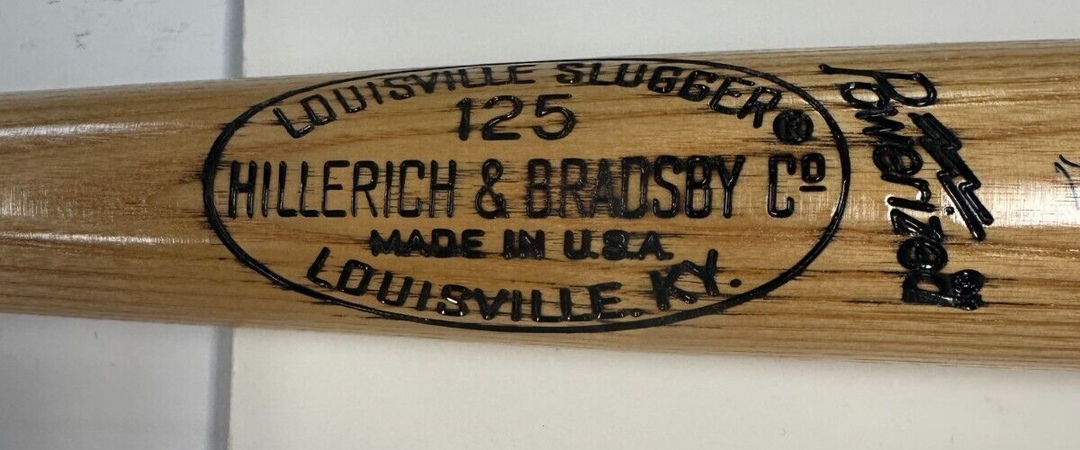 LOUISVILLE SLUGGER®
125
HILLERICH & BRADSBY Cº
MADE IN U.S.A.
LOUISVILLE. KY.
Powerized®